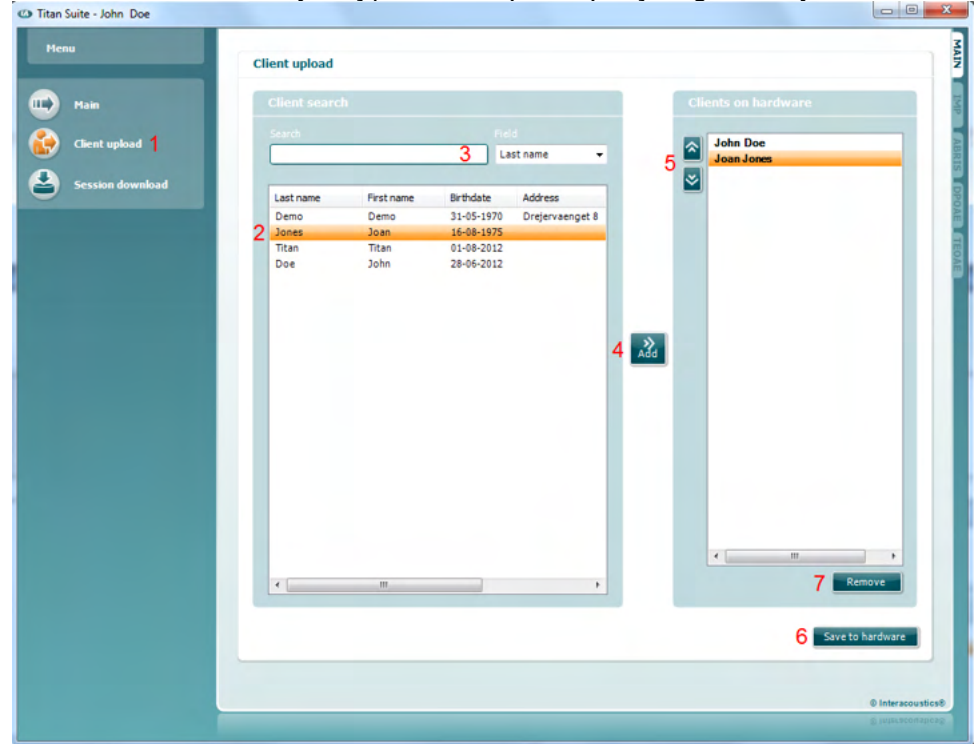 Titan Suite - John Doe
Menu
Main
Client upload 1
Session download
Client upload
Client search
Search Field
3 Last name
Last name First name Birthdate Address
Demo Demo 31-05-1970 Drejervaenget 8
2 Jones Joan 16-08-1975
Titan Titan 01-08-2012
Doe John 28-06-2012
4 Add
Clients on hardware
5
John Doe
Joan Jones
7 Remove
6 Save to hardware
MAIN
IMP
ABRIS
DPOAE
TEOAE
© Interacoustics®